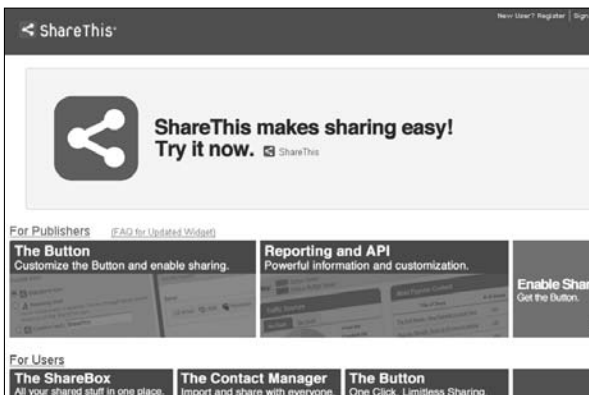 New User? Register | Sign
ShareThis
ShareThis makes sharing easy!
Try it now. ShareThis
For Publishers (FAQ for Updated Widget)
The Button
Customize the Button and enable sharing.
Reporting and API
Powerful information and customization.
Enable Shar
Get the Button.
For Users
The ShareBox
All your shared stuff in one place.
The Contact Manager
Import and share with everyone.
The Button
One Click. Limitless Sharing.